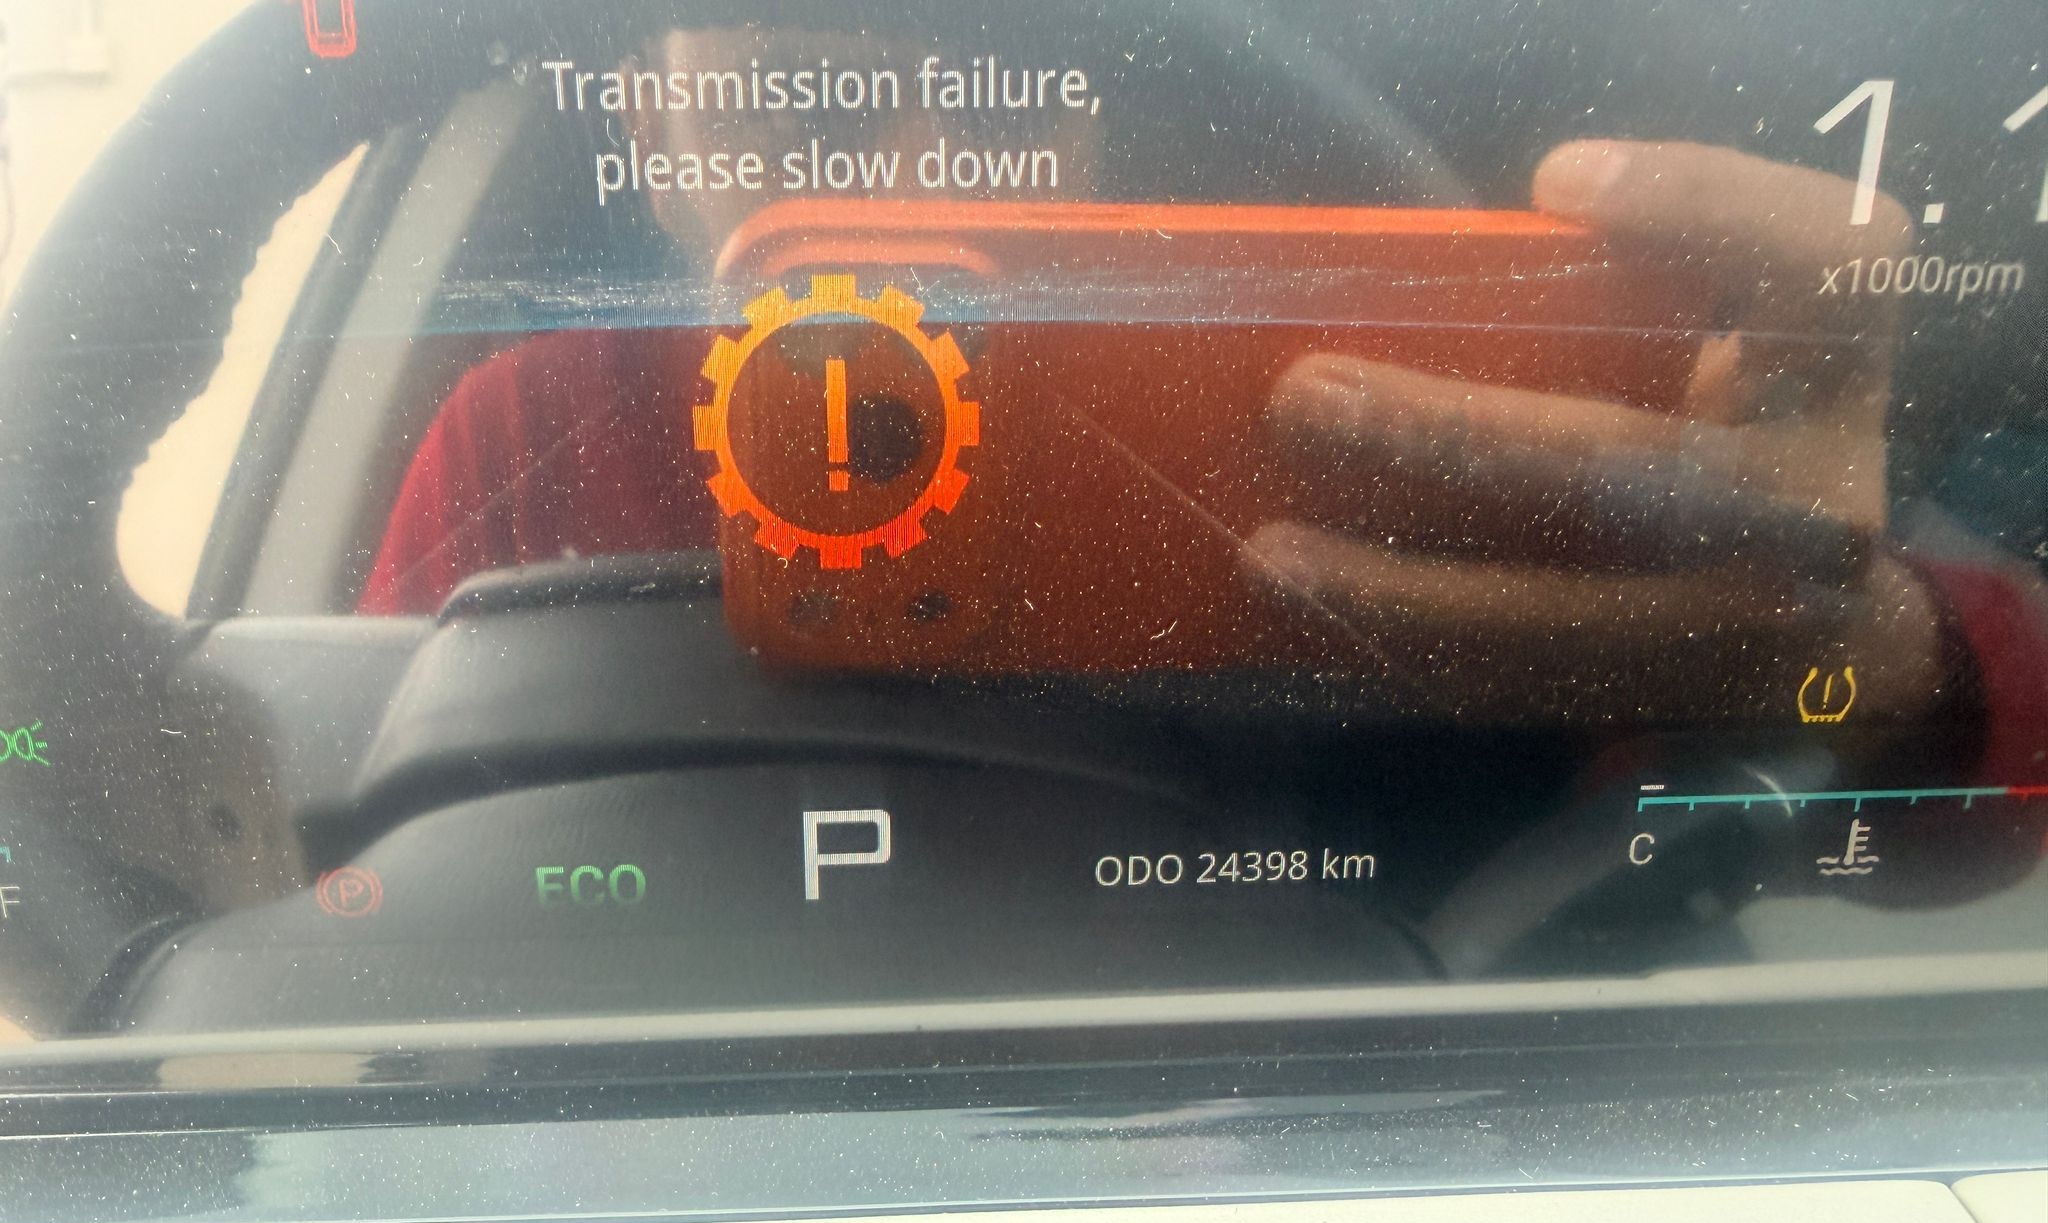 Transmission failure,
please slow down
1.1
x1000rpm
ECO
P
ODO 24398 km
C
F
P